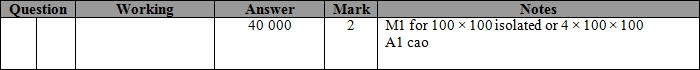 Question Working Answer Mark Notes
40 000 2 M1 for 100 × 100 isolated or 4 × 100 × 100
A1 cao